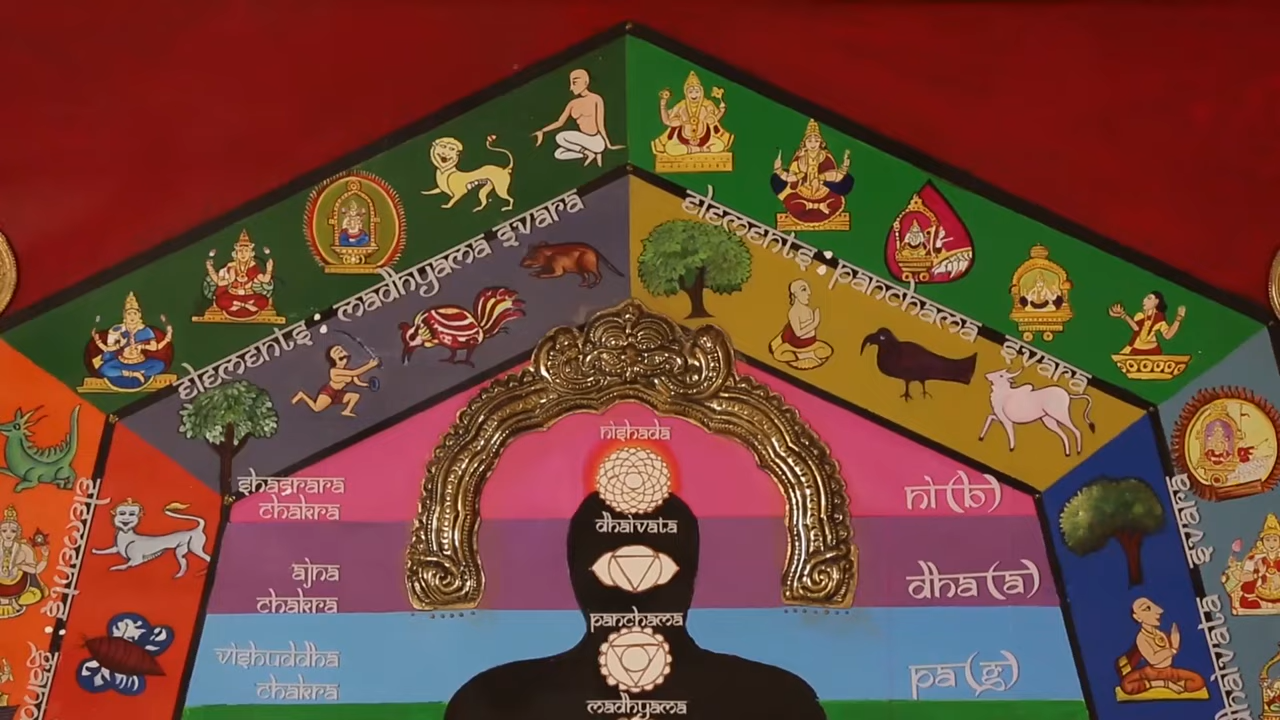 elements : madhyama svara
elements : panchama svara
nishada
shasrara
chakra
ni (b)
dhaivata
ajna
chakra
dha (a)
panchama
vishuddha
chakra
pa (g)
madhyama
elements :
dhaivata svara